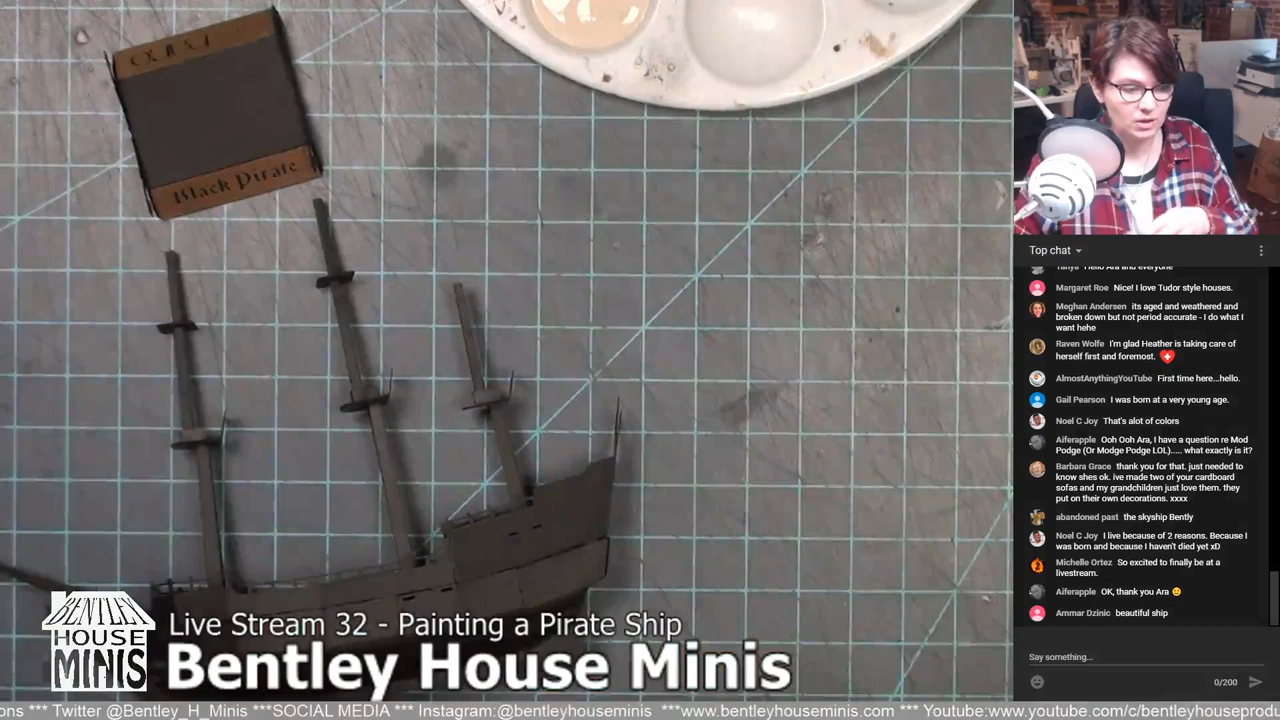 Black Pirate
BENTLEY
HOUSE
MINIS
Live Stream 32 - Painting a Pirate Ship
Bentley House Minis
Top chat
Tanya Hello Ara and everyone
Margaret Roe Nice! I love Tudor style houses.
Meghan Andersen its aged and weathered and
broken down but not period accurate - I do what I
want hehe
Raven Wolfe I'm glad Heather is taking care of
herself first and foremost.
AlmostAnythingYouTube First time here...hello.
Gail Pearson I was born at a very young age.
Noel C Joy That's alot of colors
Aiferapple Ooh Ooh Ara, I have a question re Mod
Podge (Or Modge Podge LOL)..... what exactly is it?
Barbara Grace thank you for that. just needed to
know shes ok. ive made two of your cardboard
sofas and my grandchildren just love them. they
put on their own decorations. xxxx
abandoned past the skyship Bently
Noel C Joy I live because of 2 reasons. Because I
was born and because I haven't died yet xD
Michelle Ortez So excited to finally be at a
livestream.
Aiferapple OK, thank you Ara
Ammar Dzinic beautiful ship
Say something...
0/200
ons *** Twitter @Bentley_H_Minis ***SOCIAL MEDIA *** Instagram:@bentleyhouseminis ***www.bentleyhouseminis.com *** Youtube:www.youtube.com/c/bentleyhouseprodu